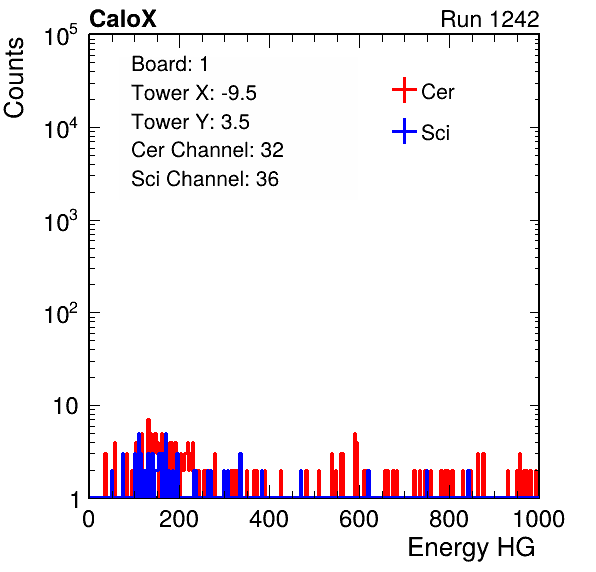 CaloX Run 1242
Counts
10^5
10^4
10^3
10^2
10
1
Board: 1
Tower X: -9.5
Tower Y: 3.5
Cer Channel: 32
Sci Channel: 36
Cer
Sci
0 200 400 600 800 1000
Energy HG